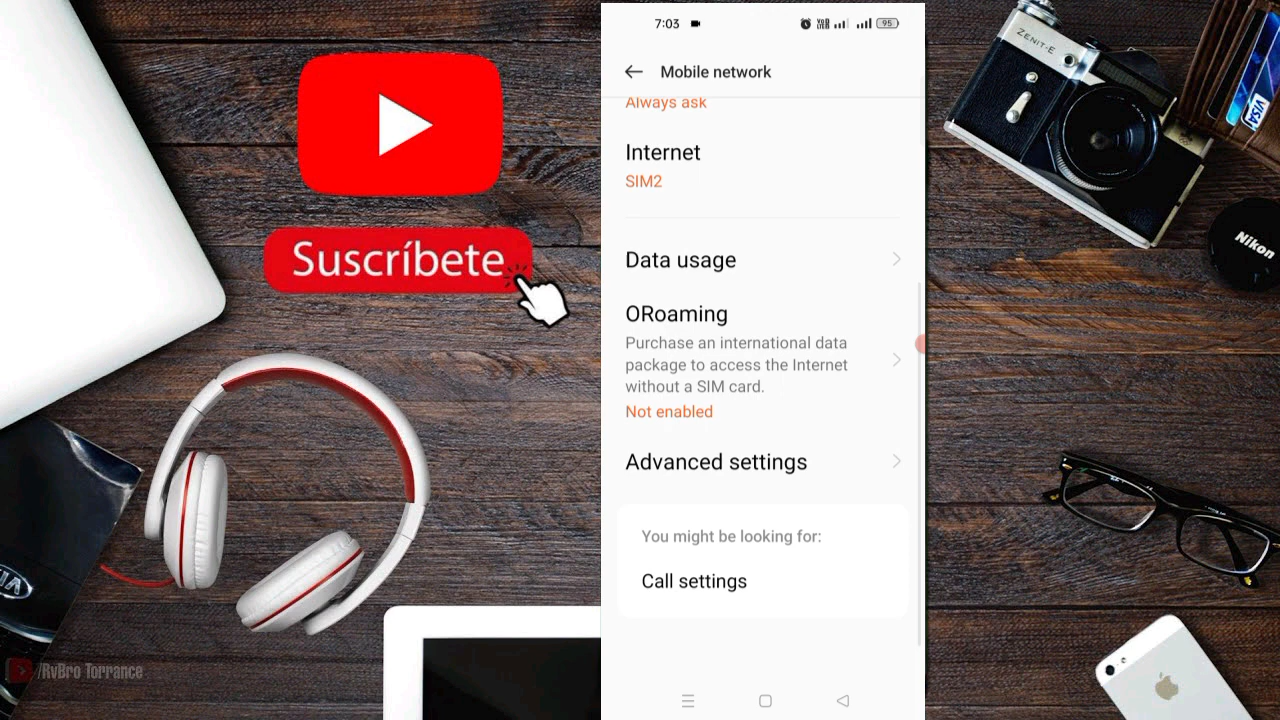 7:03
95
Mobile network
Always ask
Internet
SIM2
Data usage
ORoaming
Purchase an international data
package to access the Internet
without a SIM card.
Not enabled
Advanced settings
You might be looking for:
Call settings
Suscríbete
/RvBro Torrance
ZENIT-E
VISA
Nikon